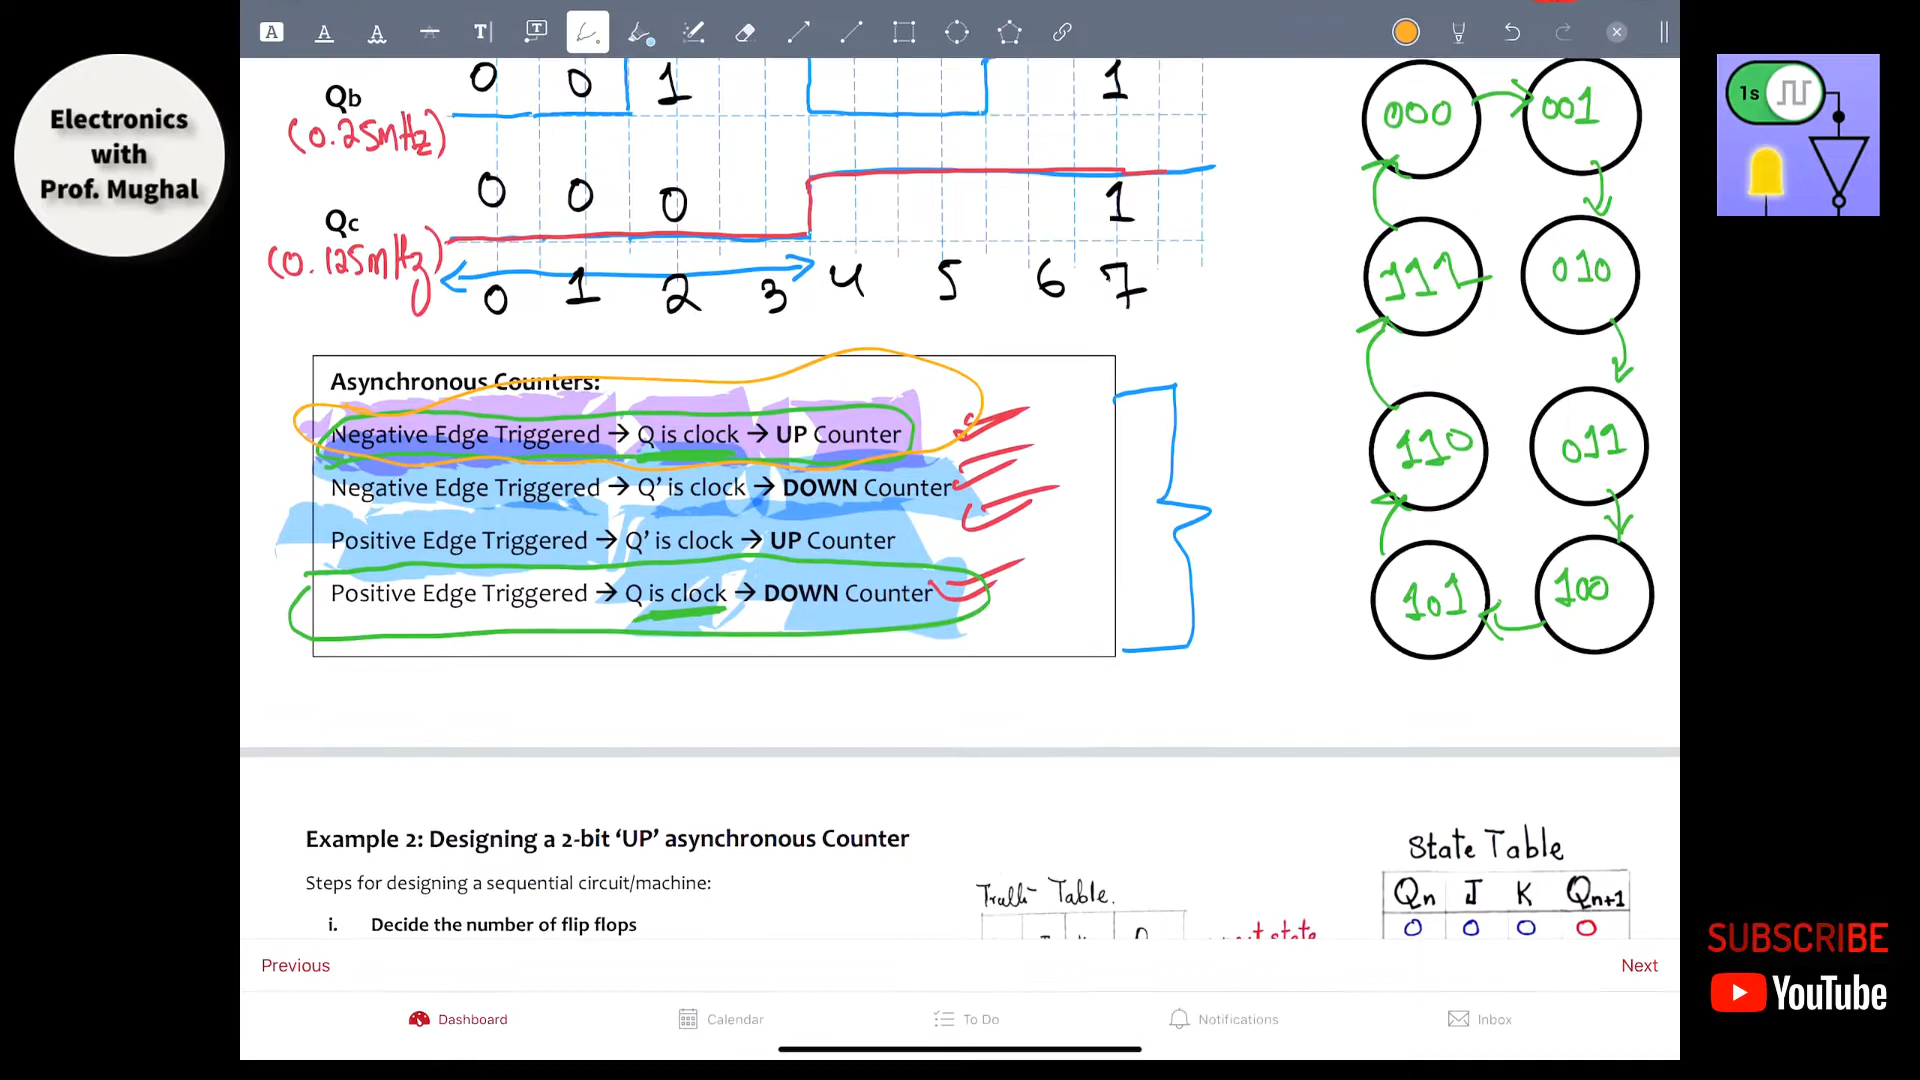 Electronics
with
Prof. Mughal
A A A T T
1s
Qb 0 0 1 1
(0.25mHz)
0 0 0 1
Qc
(0.125mHz)
0 1 2 3 4 5 6 7
000 001
111 010
110 011
101 100
Asynchronous Counters:
Negative Edge Triggered → Q is clock → UP Counter
Negative Edge Triggered → Q’ is clock → DOWN Counter
Positive Edge Triggered → Q’ is clock → UP Counter
Positive Edge Triggered → Q is clock → DOWN Counter
Example 2: Designing a 2-bit ‘UP’ asynchronous Counter
Steps for designing a sequential circuit/machine:
i. Decide the number of flip flops
Truth Table.
State Table
Qn J K Qn+1
0 0 0 0
state
Previous
Next
Dashboard
Calendar
To Do
Notifications
Inbox
SUBSCRIBE
YouTube